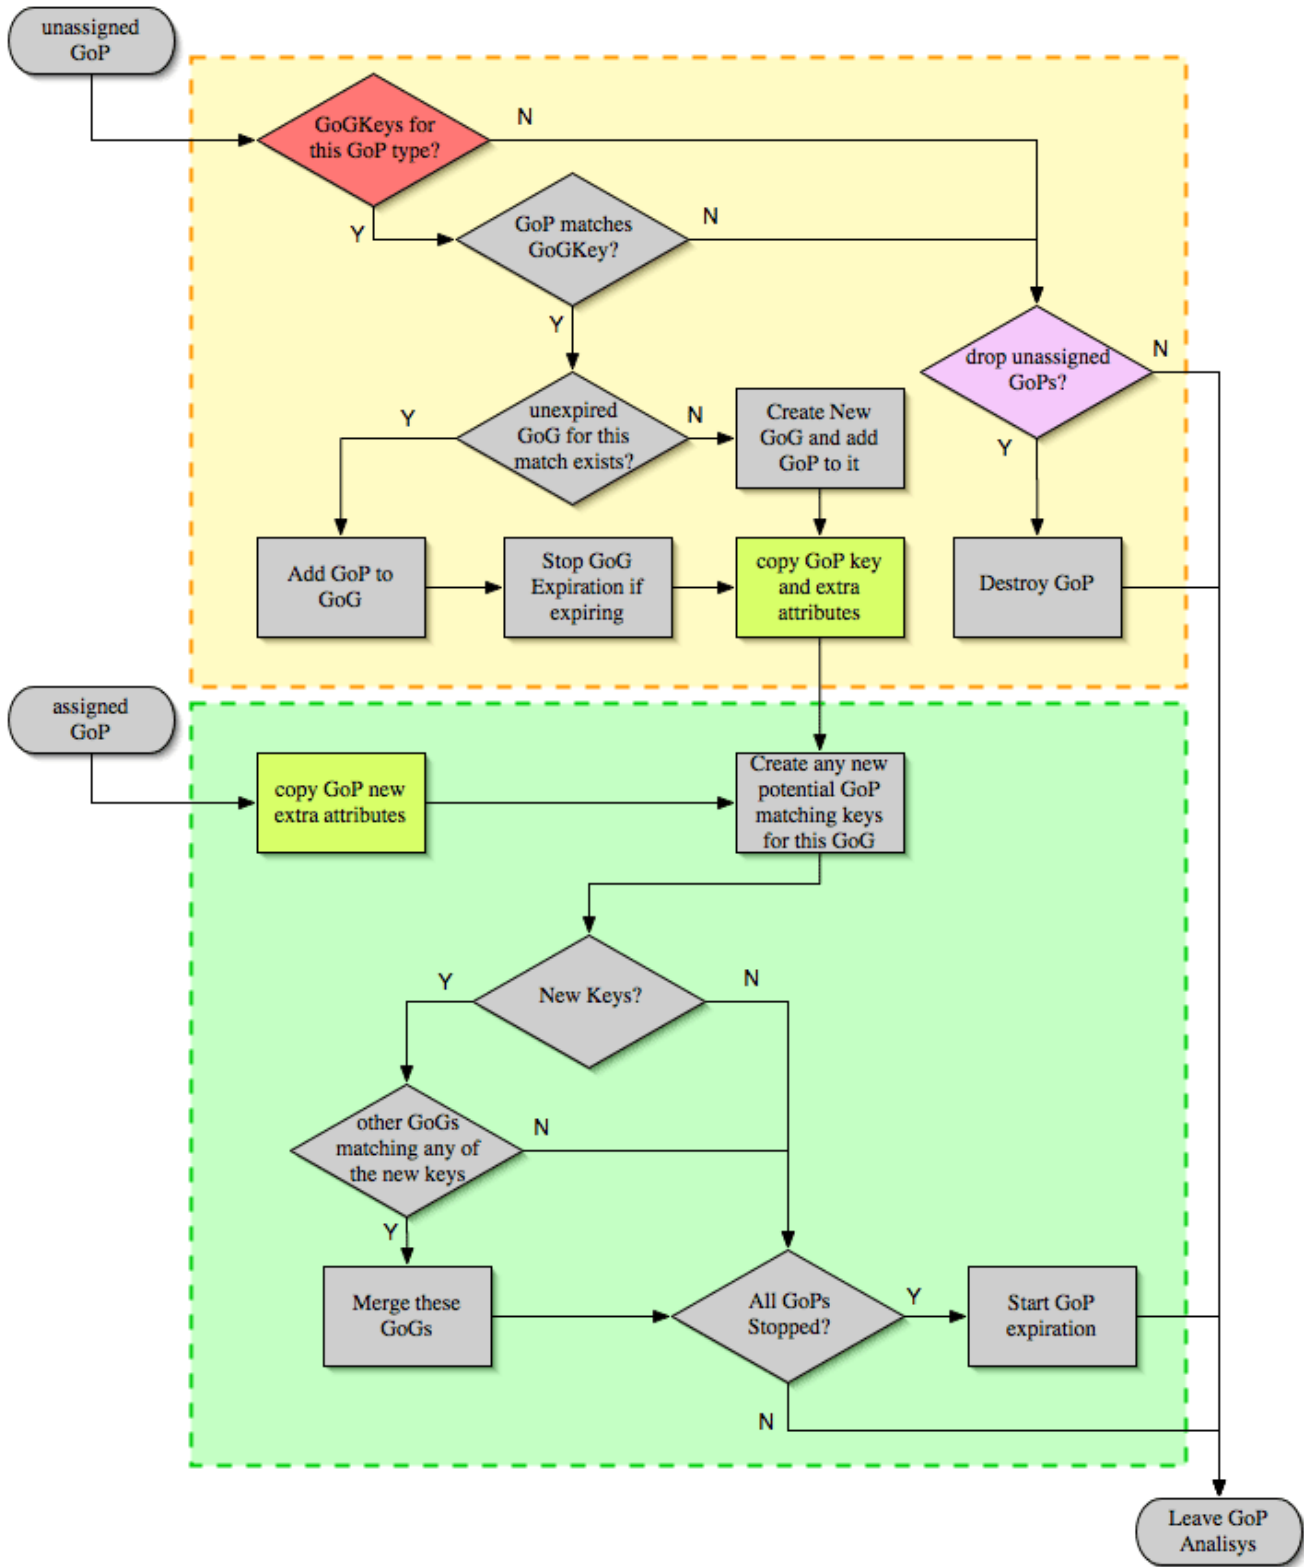 unassigned
GoP
GoGKeys for
this GoP type?
N
Y
GoP matches
GoGKey?
N
Y
drop unassigned
GoPs?
N
Y
unexpired
GoG for this
match exists?
Y
N
Create New
GoG and add
GoP to it
Add GoP to
GoG
Stop GoG
Expiration if
expiring
copy GoP key
and extra
attributes
Destroy GoP
assigned
GoP
copy GoP new
extra attributes
Create any new
potential GoP
matching keys
for this GoG
New Keys?
Y
N
other GoGs
matching any of
the new keys
N
Y
Merge these
GoGs
All GoPs
Stopped?
Y
N
Start GoP
expiration
Leave GoP
Analisys